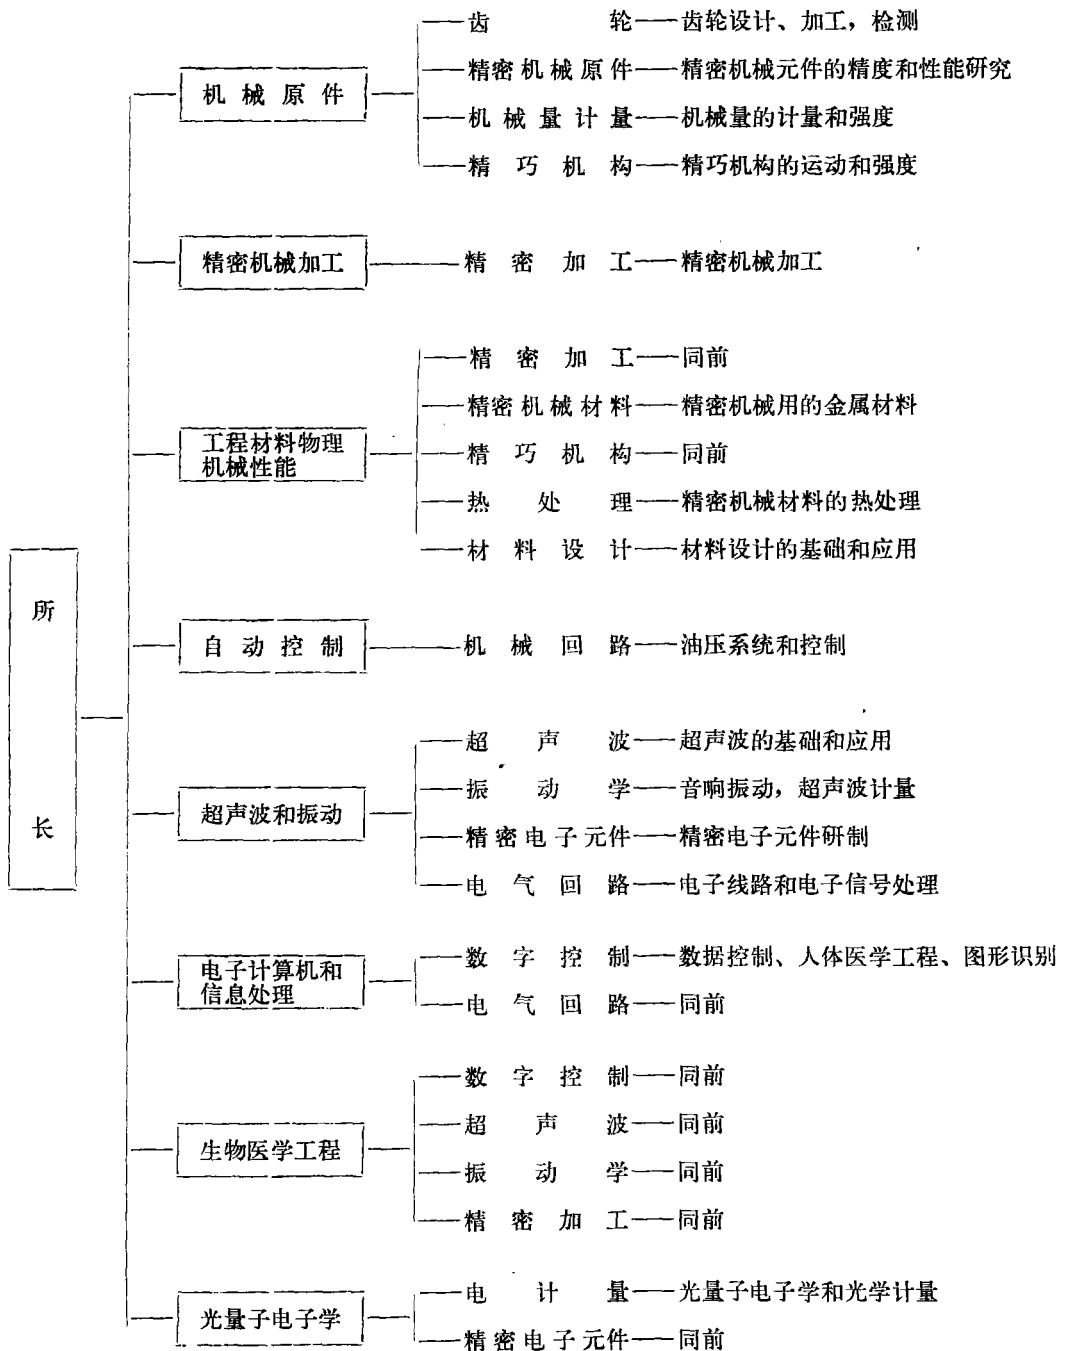 所长
机械原件
齿轮——齿轮设计、加工，检测
精密机械原件——精密机械元件的精度和性能研究
机械量计量——机械量的计量和强度
精巧机构——精巧机构的运动和强度
精密机械加工
精密加工——精密机械加工
工程材料物理
机械性能
精密加工——同前
精密机械材料——精密机械用的金属材料
精巧机构——同前
热处理——精密机械材料的热处理
材料设计——材料设计的基础和应用
自动控制
机械回路——油压系统和控制
超声波和振动
超声波——超声波的基础和应用
振动学——音响振动，超声波计量
精密电子元件——精密电子元件研制
电气回路——电子线路和电子信号处理
电子计算机和
信息处理
数字控制——数据控制、人体医学工程、图形识别
电气回路——同前
生物医学工程
数字控制——同前
超声波——同前
振动学——同前
精密加工——同前
光量子电子学
电计量——光量子电子学和光学计量
精密电子元件——同前